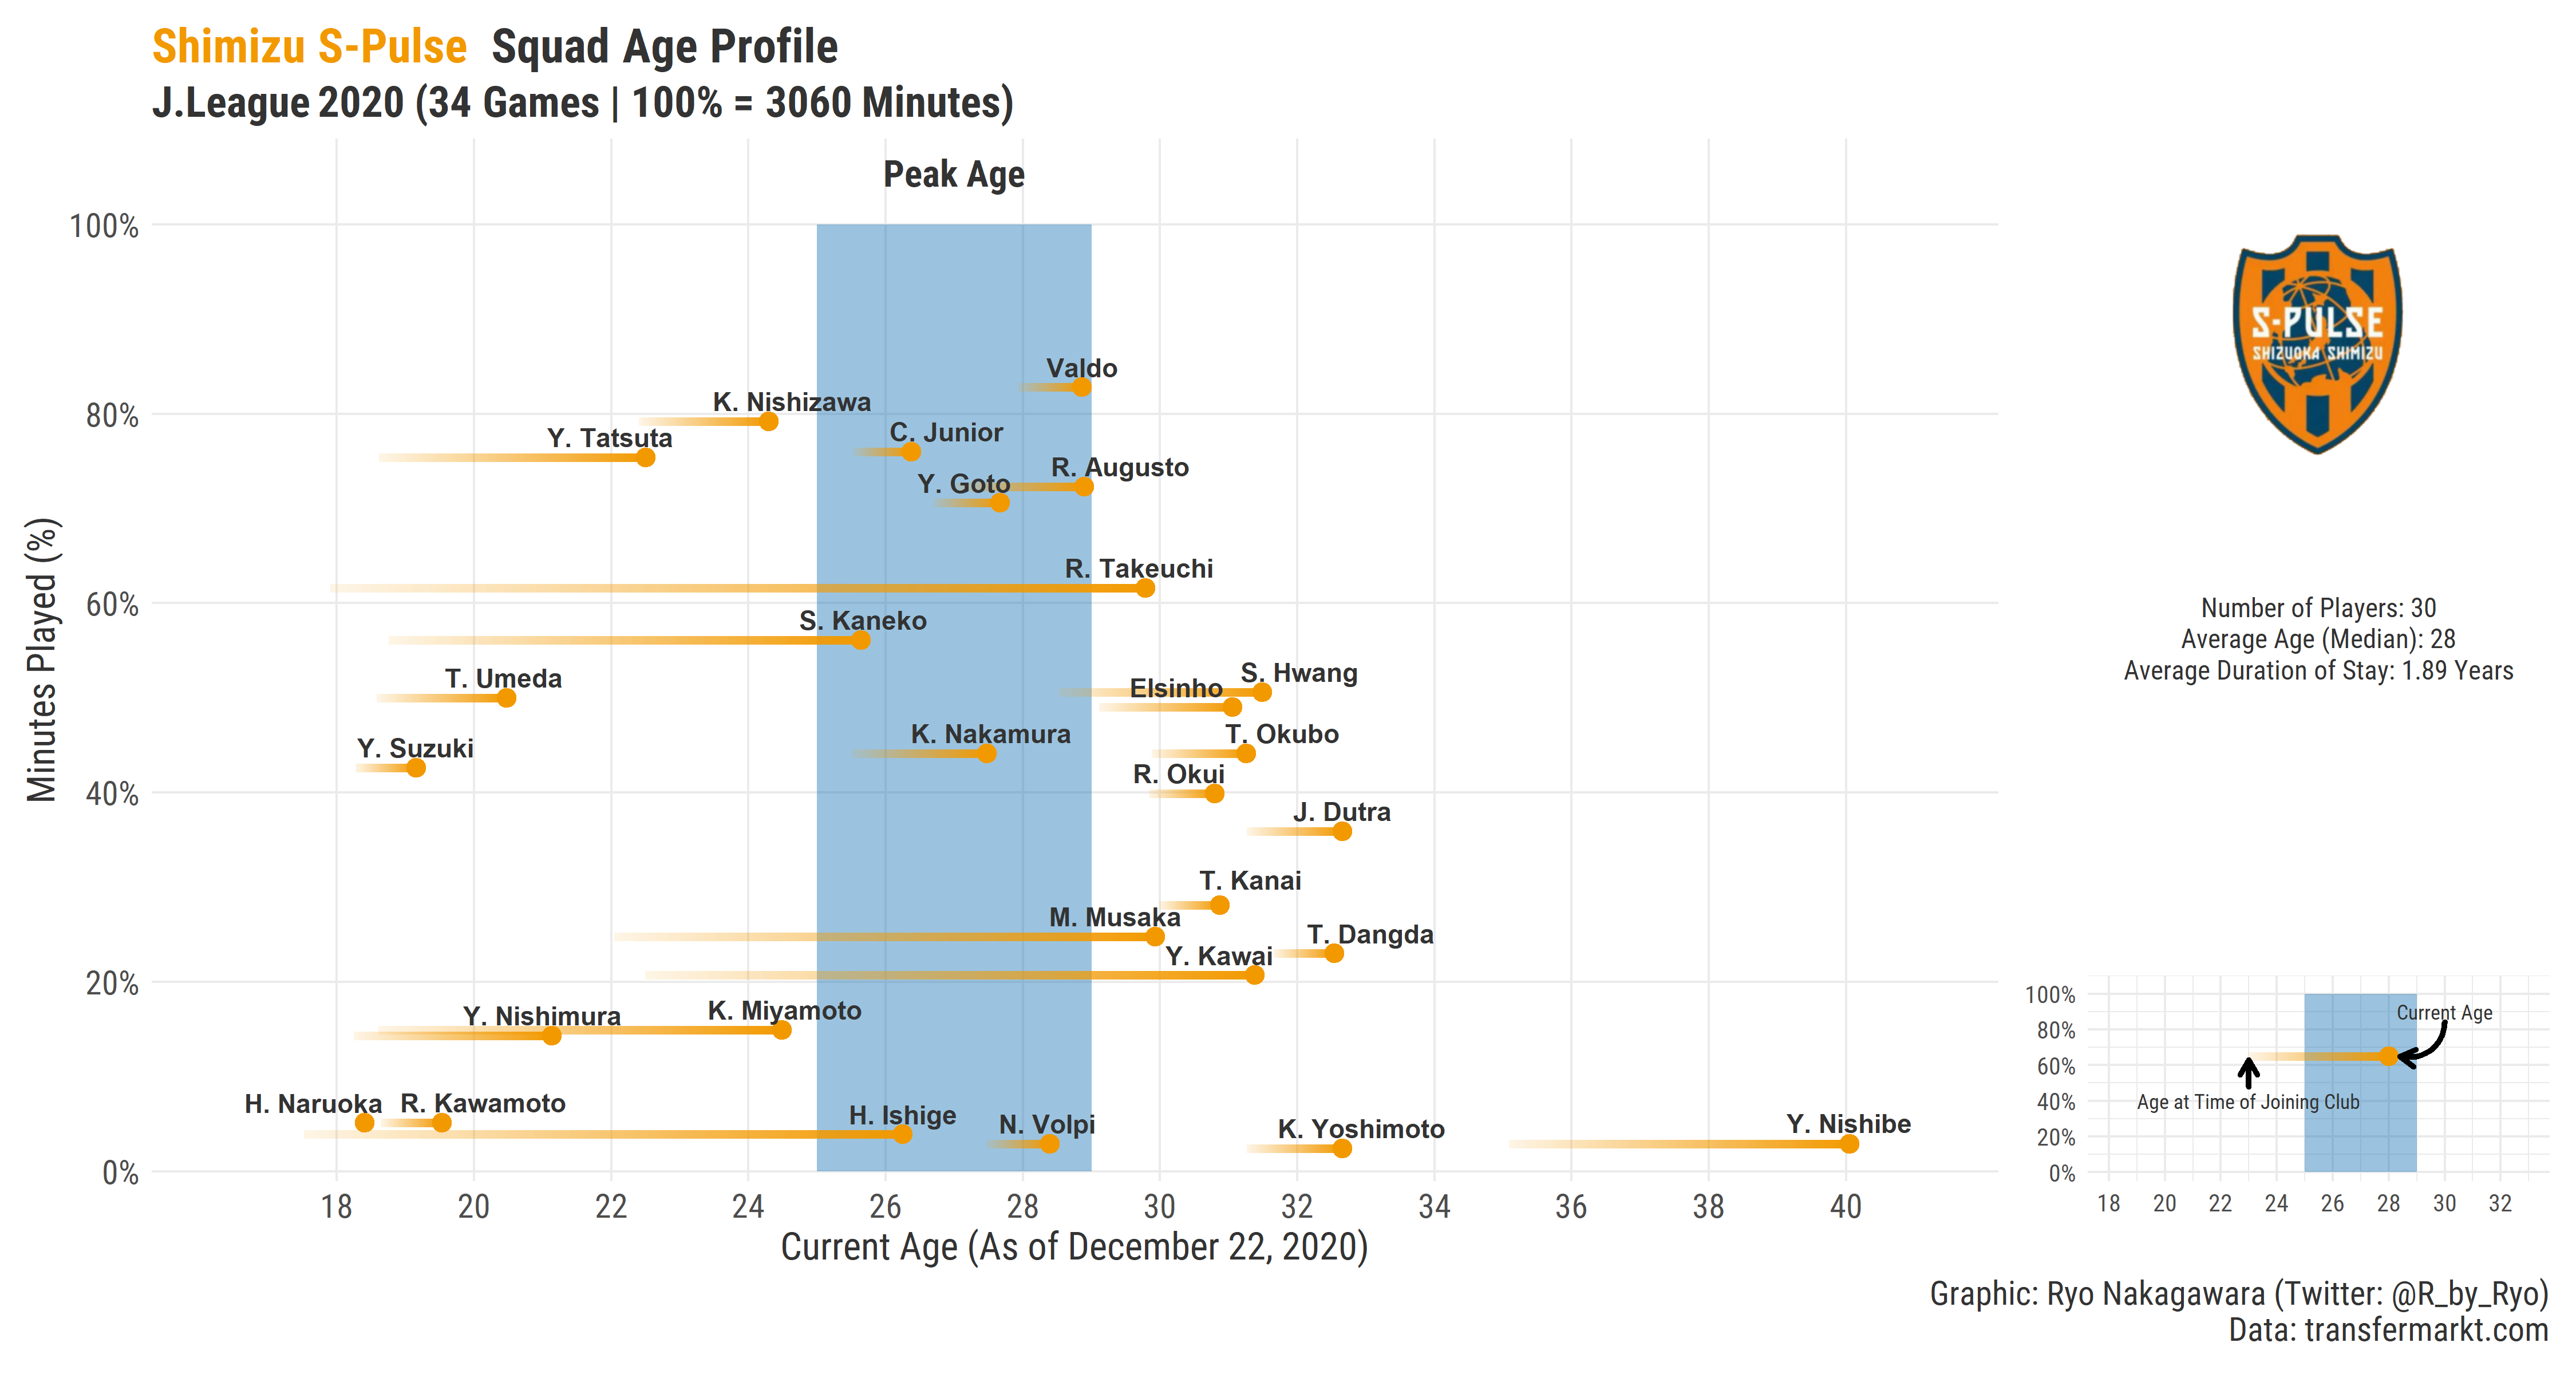 Shimizu S-Pulse Squad Age Profile
J.League 2020 (34 Games | 100% = 3060 Minutes)
Peak Age
Minutes Played (%)
100%
80%
60%
40%
20%
0%
Valdo
K. Nishizawa
C. Junior
Y. Tatsuta
R. Augusto
Y. Goto
R. Takeuchi
S. Kaneko
S. Hwang
T. Umeda
Elsinho
K. Nakamura
T. Okubo
Y. Suzuki
R. Okui
J. Dutra
T. Kanai
M. Musaka
T. Dangda
Y. Kawai
K. Miyamoto
Y. Nishimura
H. Naruoka
R. Kawamoto
H. Ishige
N. Volpi
K. Yoshimoto
Y. Nishibe
18 20 22 24 26 28 30 32 34 36 38 40
Current Age (As of December 22, 2020)
S-PULSE
SHIZUOKA SHIMIZU
Number of Players: 30
Average Age (Median): 28
Average Duration of Stay: 1.89 Years
100%
80%
60%
40%
20%
0%
Current Age
Age at Time of Joining Club
18 20 22 24 26 28 30 32
Graphic: Ryo Nakagawara (Twitter: @R_by_Ryo)
Data: transfermarkt.com